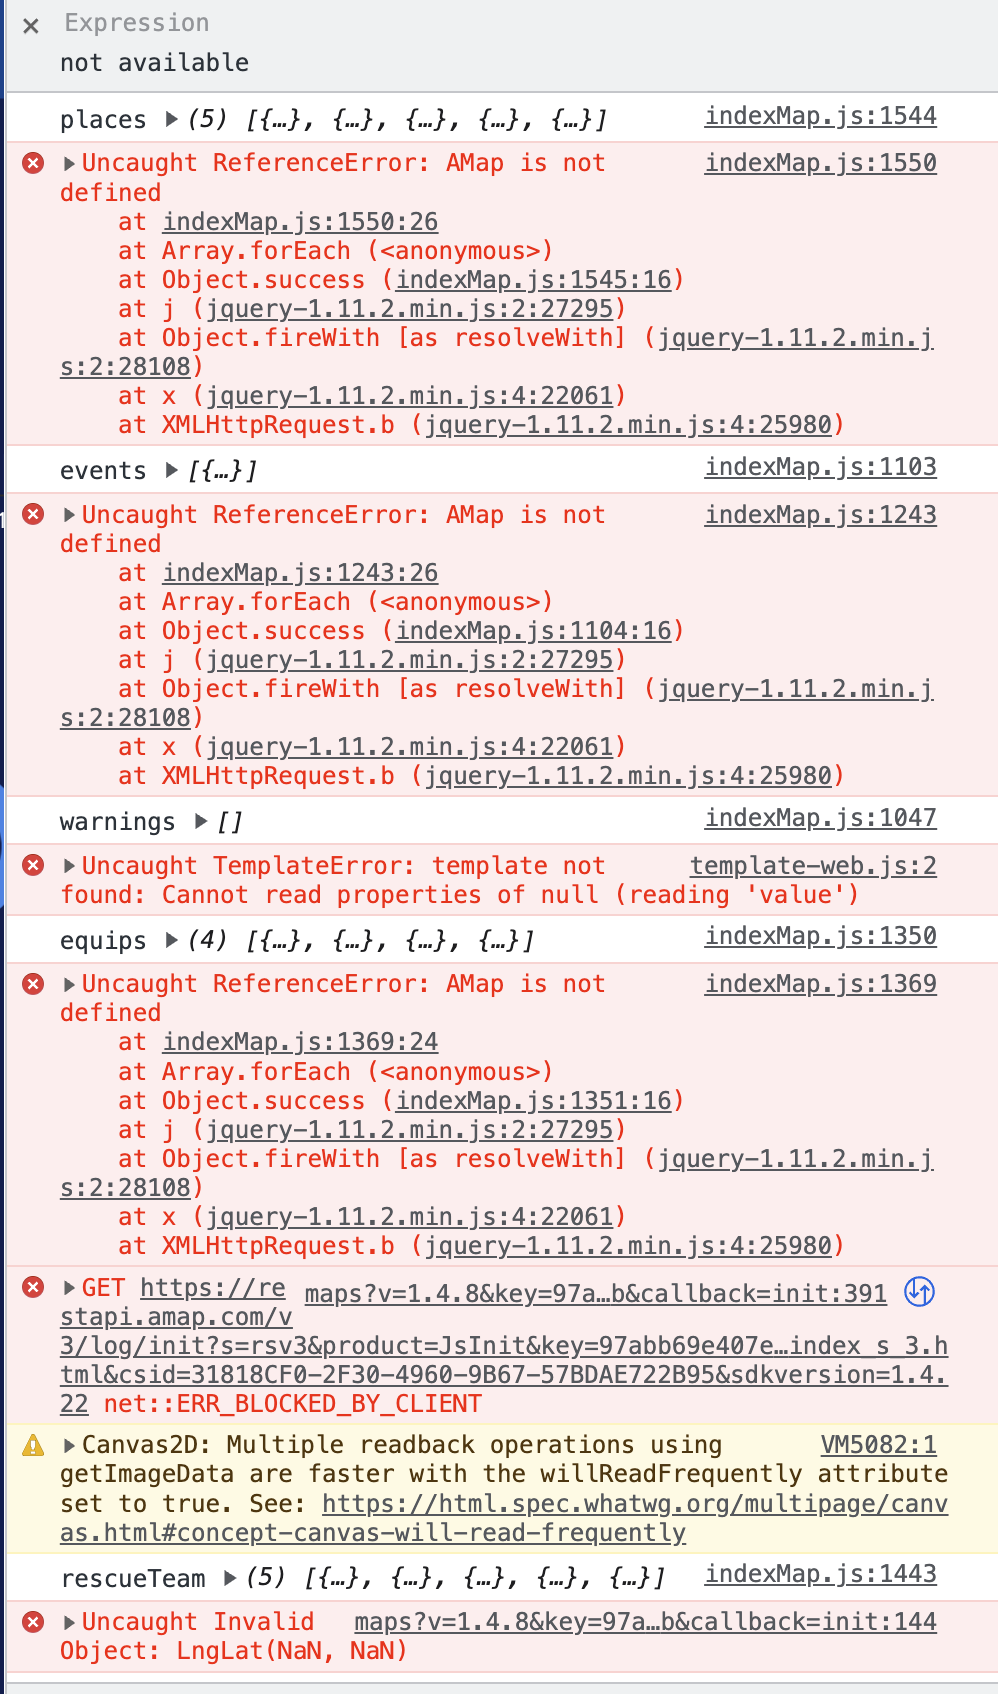 Expression
not available
places ▶(5) [{…}, {…}, {…}, {…}, {…}] indexMap.js:1544
▶Uncaught ReferenceError: AMap is not indexMap.js:1550
defined
at indexMap.js:1550:26
at Array.forEach (<anonymous>)
at Object.success (indexMap.js:1545:16)
at j (jquery-1.11.2.min.js:2:27295)
at Object.fireWith [as resolveWith] (jquery-1.11.2.min.j
s:2:28108)
at x (jquery-1.11.2.min.js:4:22061)
at XMLHttpRequest.b (jquery-1.11.2.min.js:4:25980)
events ▶[{…}] indexMap.js:1103
▶Uncaught ReferenceError: AMap is not indexMap.js:1243
defined
at indexMap.js:1243:26
at Array.forEach (<anonymous>)
at Object.success (indexMap.js:1104:16)
at j (jquery-1.11.2.min.js:2:27295)
at Object.fireWith [as resolveWith] (jquery-1.11.2.min.j
s:2:28108)
at x (jquery-1.11.2.min.js:4:22061)
at XMLHttpRequest.b (jquery-1.11.2.min.js:4:25980)
warnings ▶[] indexMap.js:1047
▶Uncaught TemplateError: template not template-web.js:2
found: Cannot read properties of null (reading 'value')
equips ▶(4) [{…}, {…}, {…}, {…}] indexMap.js:1350
▶Uncaught ReferenceError: AMap is not indexMap.js:1369
defined
at indexMap.js:1369:24
at Array.forEach (<anonymous>)
at Object.success (indexMap.js:1351:16)
at j (jquery-1.11.2.min.js:2:27295)
at Object.fireWith [as resolveWith] (jquery-1.11.2.min.j
s:2:28108)
at x (jquery-1.11.2.min.js:4:22061)
at XMLHttpRequest.b (jquery-1.11.2.min.js:4:25980)
▶GET https://re maps?v=1.4.8&key=97a…b&callback=init:391
stapi.amap.com/v
3/log/init?s=rsv3&product=JsInit&key=97abb69e407e…index_s_3.h
tml&csid=31818CF0-2F30-4960-9B67-57BDAE722B95&sdkversion=1.4.
22 net::ERR_BLOCKED_BY_CLIENT
▶Canvas2D: Multiple readback operations using VM5082:1
getImageData are faster with the willReadFrequently attribute
set to true. See: https://html.spec.whatwg.org/multipage/canv
as.html#concept-canvas-will-read-frequently
rescueTeam ▶(5) [{…}, {…}, {…}, {…}, {…}] indexMap.js:1443
▶Uncaught Invalid maps?v=1.4.8&key=97a…b&callback=init:144
Object: LngLat(NaN, NaN)